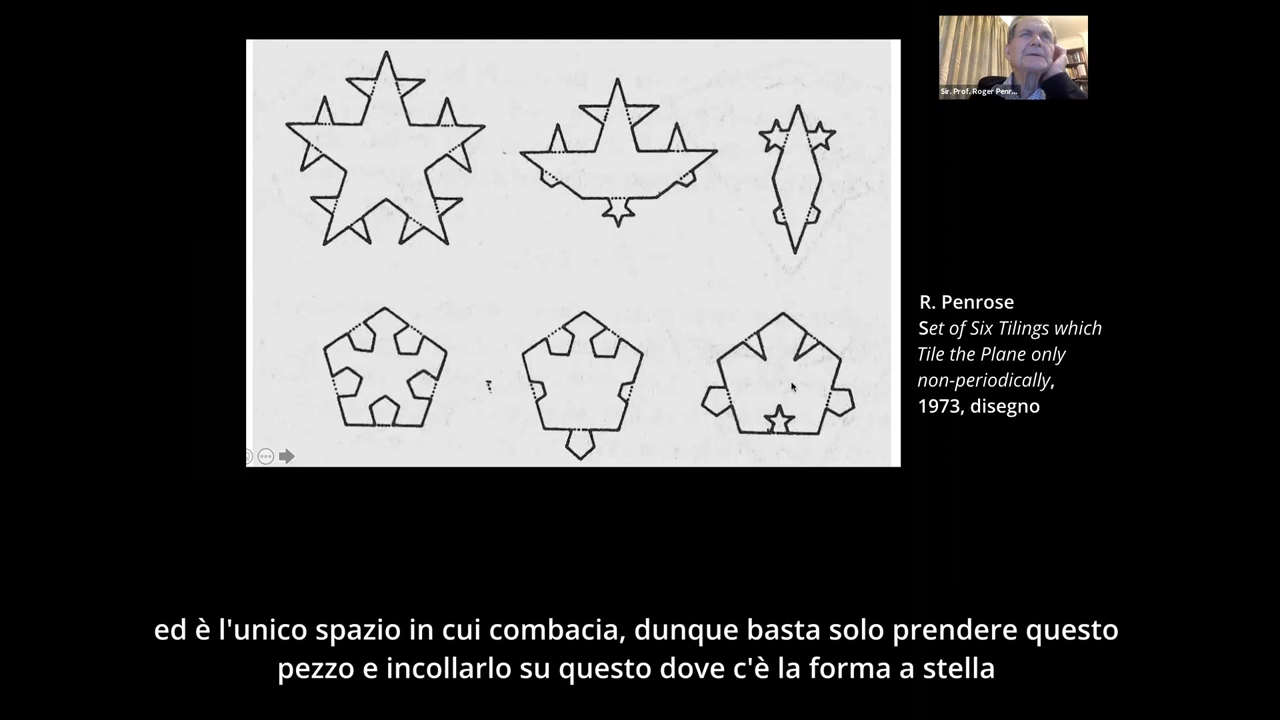 Sir. Prof. Roger Penr...
R. Penrose
Set of Six Tilings which
Tile the Plane only
non-periodically,
1973, disegno
ed è l'unico spazio in cui combacia, dunque basta solo prendere questo
pezzo e incollarlo su questo dove c'è la forma a stella